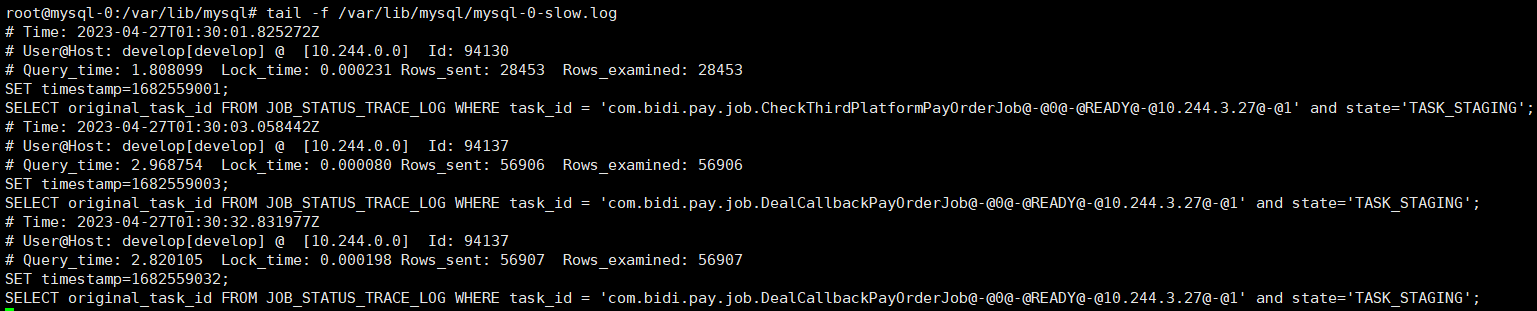 root@mysql-0:/var/lib/mysql# tail -f /var/lib/mysql/mysql-0-slow.log
# Time: 2023-04-27T01:30:01.825272Z
# User@Host: develop[develop] @  [10.244.0.0]  Id: 94130
# Query_time: 1.808099  Lock_time: 0.000231 Rows_sent: 28453  Rows_examined: 28453
SET timestamp=1682559001;
SELECT original_task_id FROM JOB_STATUS_TRACE_LOG WHERE task_id = 'com.bidi.pay.job.CheckThirdPlatformPayOrderJob@-@0@-@READY@-@10.244.3.27@-@1' and state='TASK_STAGING';
# Time: 2023-04-27T01:30:03.058442Z
# User@Host: develop[develop] @  [10.244.0.0]  Id: 94137
# Query_time: 2.968754  Lock_time: 0.000080 Rows_sent: 56906  Rows_examined: 56906
SET timestamp=1682559003;
SELECT original_task_id FROM JOB_STATUS_TRACE_LOG WHERE task_id = 'com.bidi.pay.job.DealCallbackPayOrderJob@-@0@-@READY@-@10.244.3.27@-@1' and state='TASK_STAGING';
# Time: 2023-04-27T01:30:32.831977Z
# User@Host: develop[develop] @  [10.244.0.0]  Id: 94137
# Query_time: 2.820105  Lock_time: 0.000198 Rows_sent: 56907  Rows_examined: 56907
SET timestamp=1682559032;
SELECT original_task_id FROM JOB_STATUS_TRACE_LOG WHERE task_id = 'com.bidi.pay.job.DealCallbackPayOrderJob@-@0@-@READY@-@10.244.3.27@-@1' and state='TASK_STAGING';